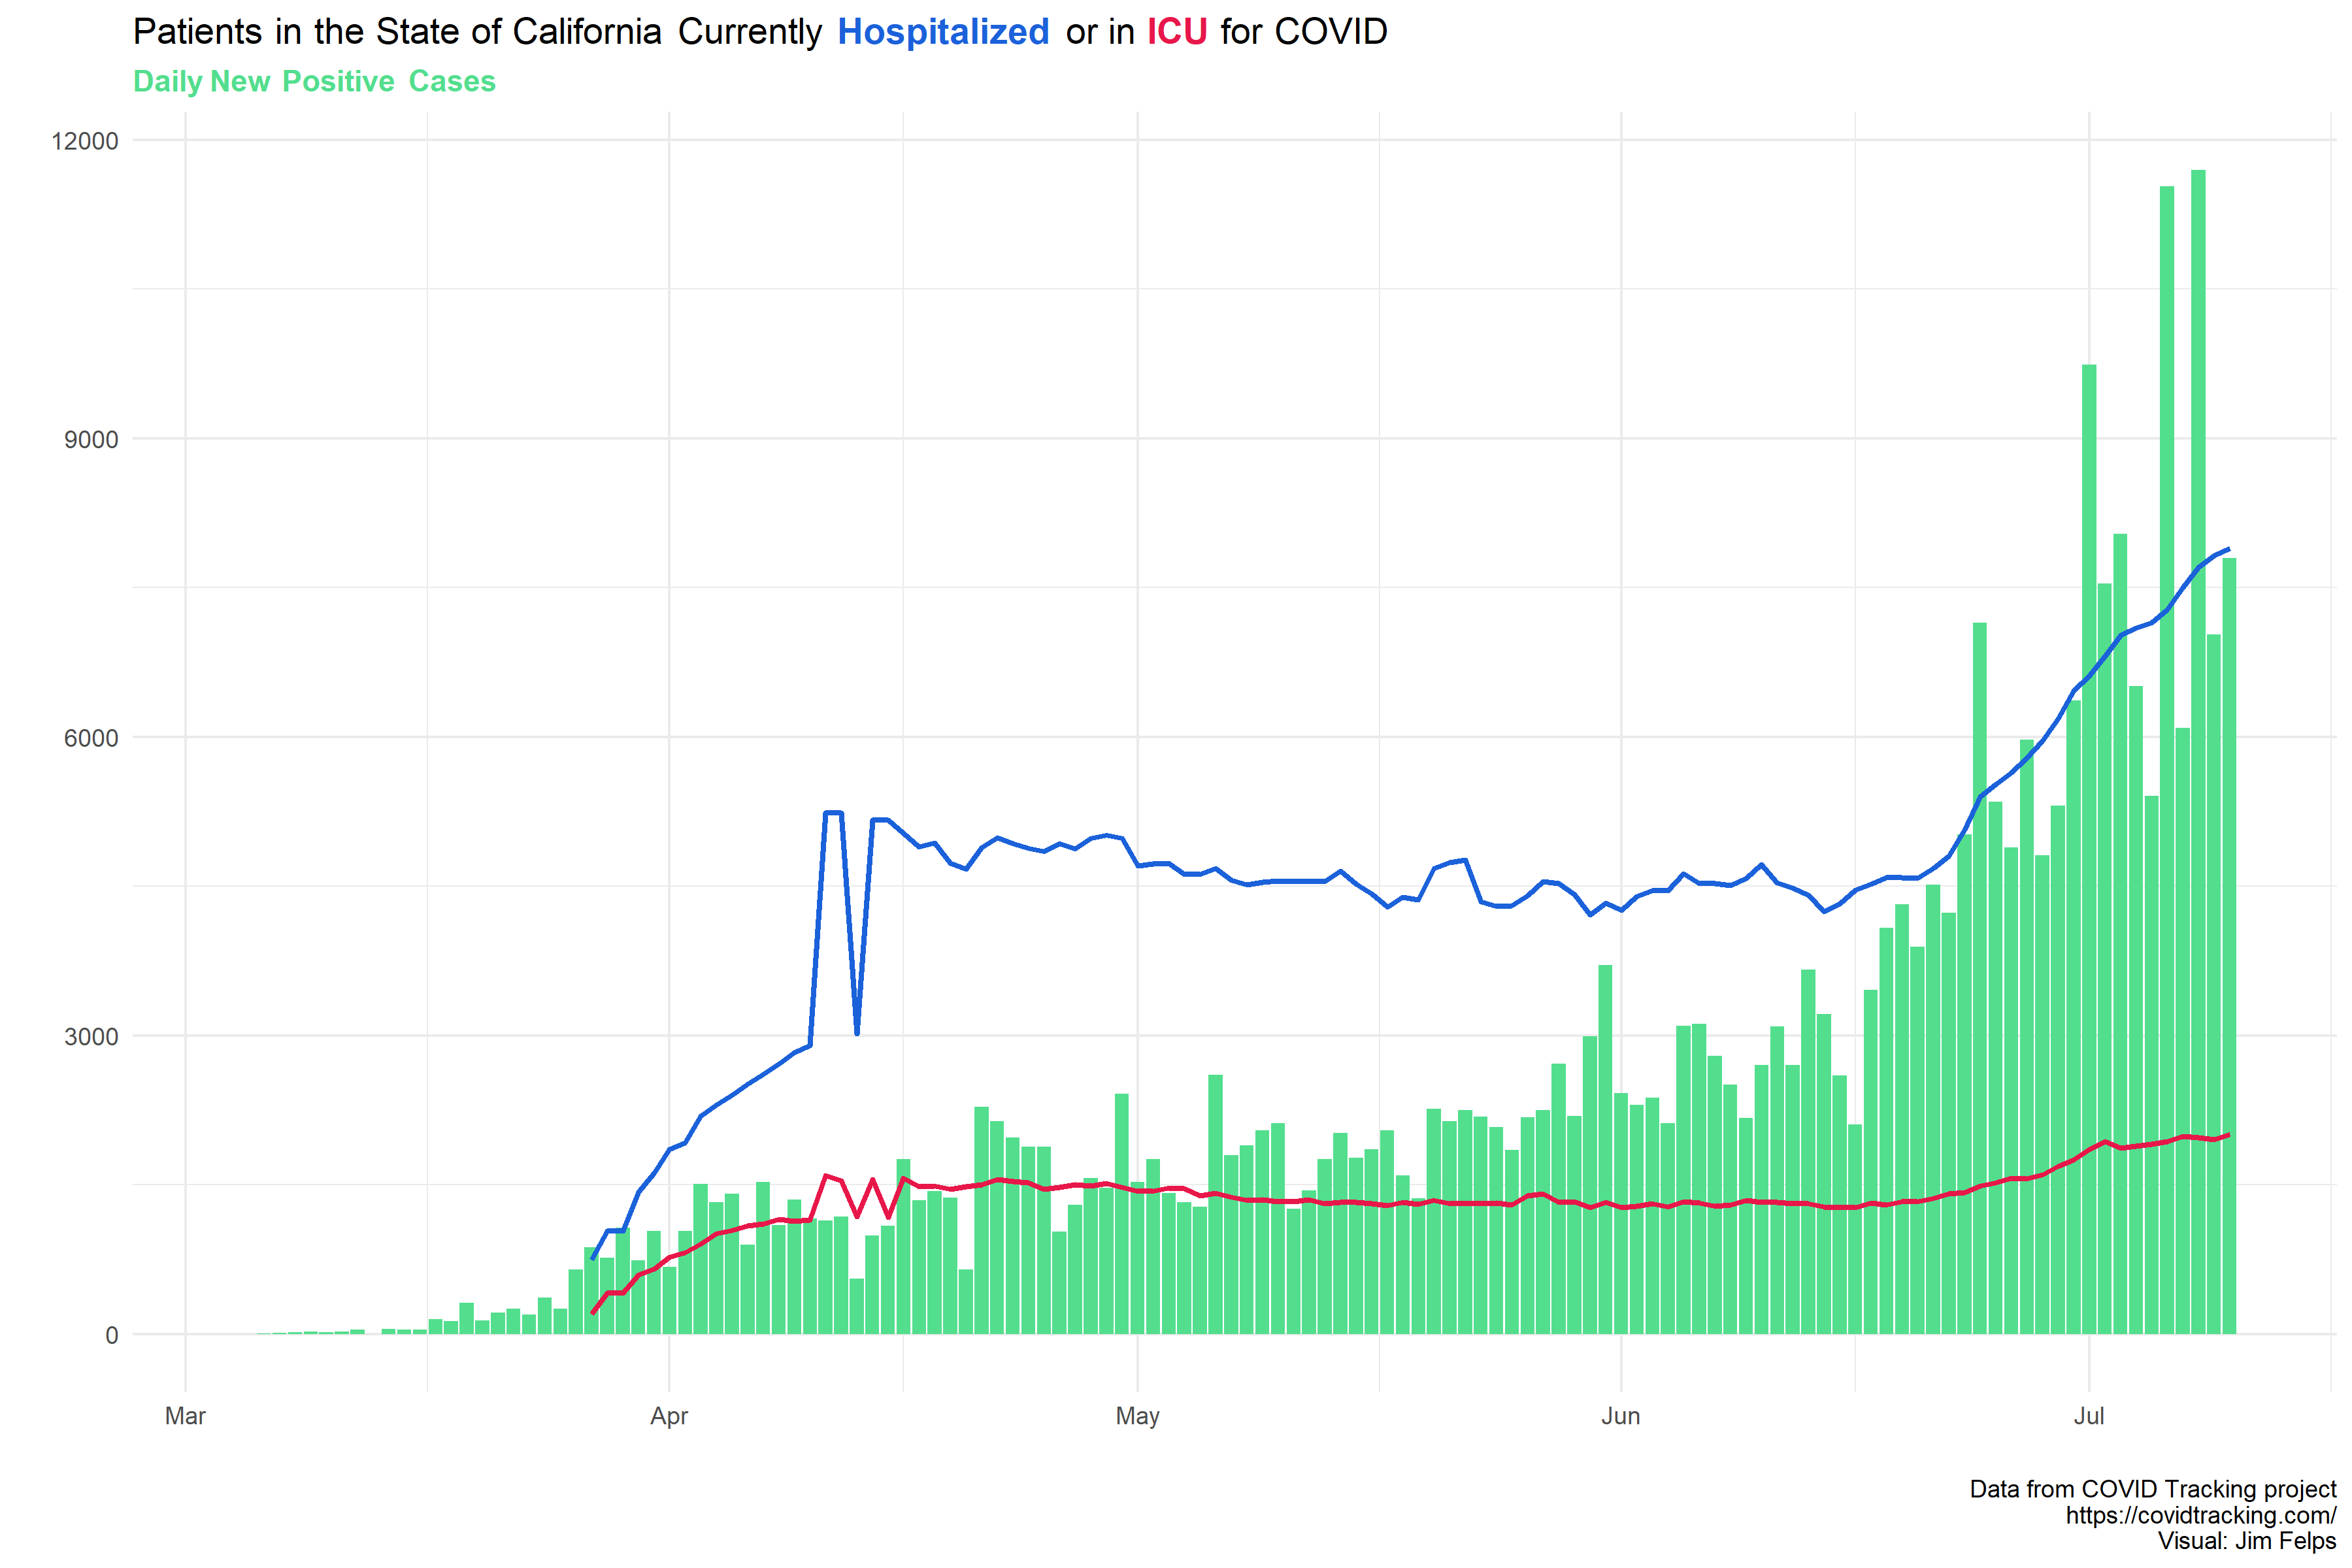 Patients in the State of California Currently Hospitalized or in ICU for COVID
Daily New Positive Cases
12000
9000
6000
3000
0
Mar Apr May Jun Jul
Data from COVID Tracking project
https://covidtracking.com/
Visual: Jim Felps